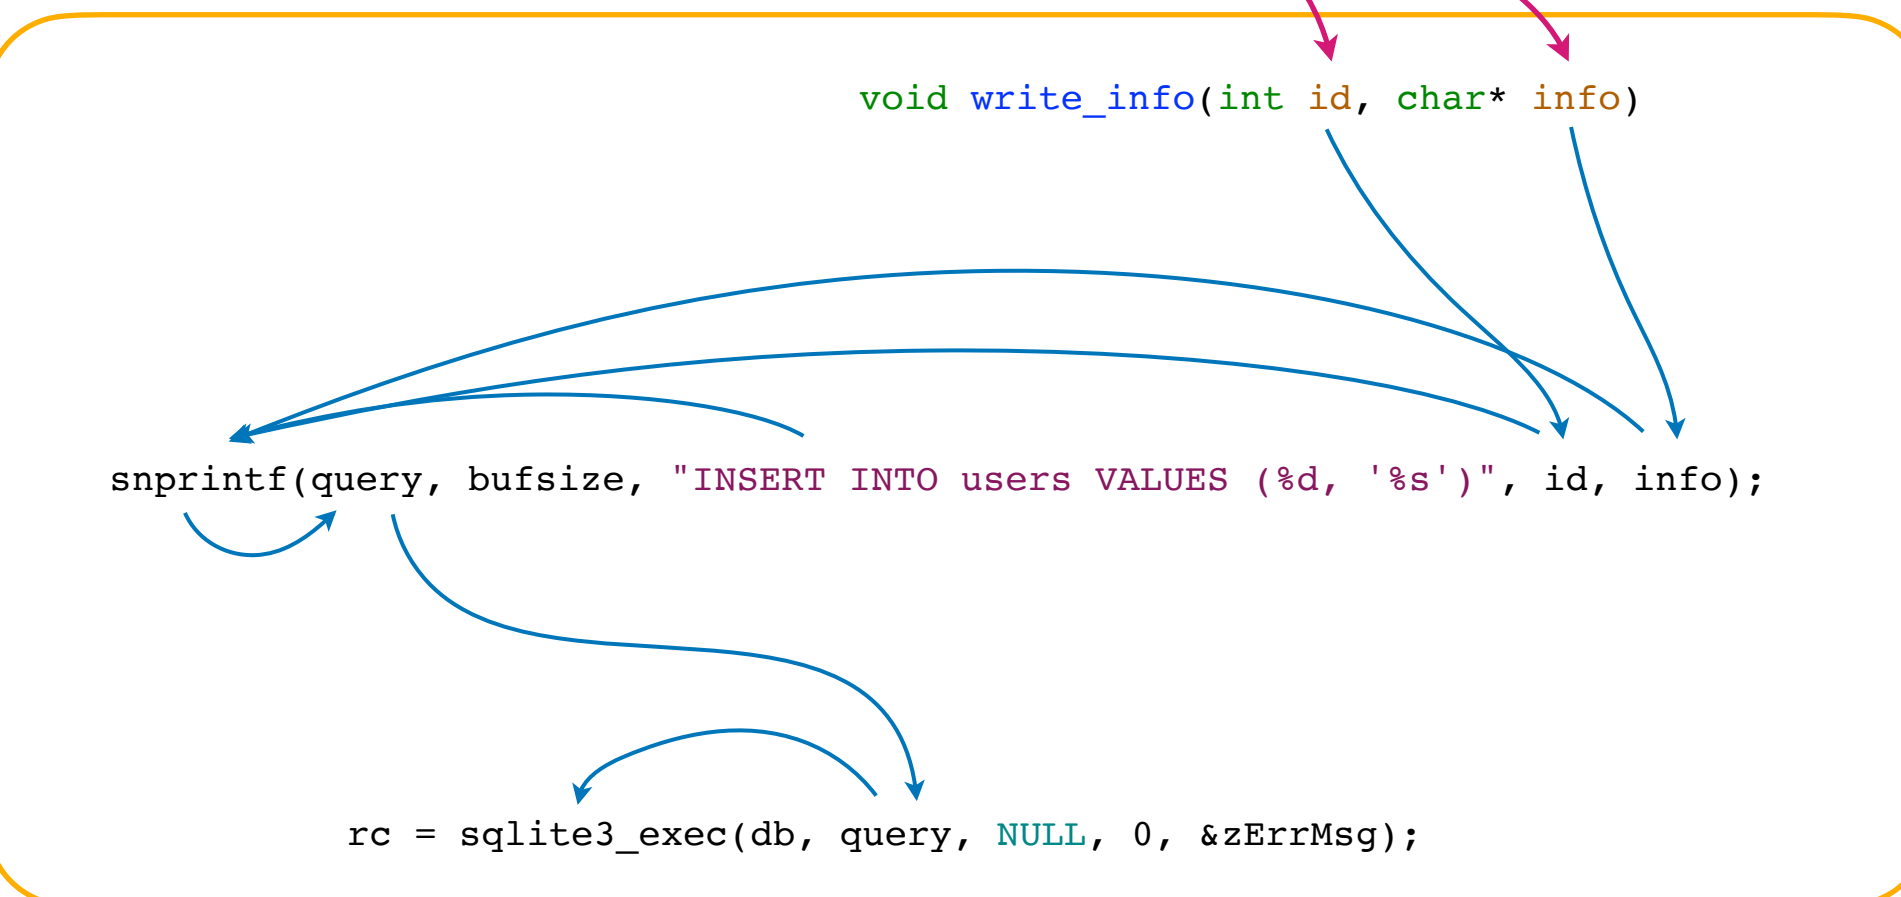 void write_info(int id, char* info)
snprintf(query, bufsize, "INSERT INTO users VALUES (%d, '%s')", id, info);
rc = sqlite3_exec(db, query, NULL, 0, &zErrMsg);